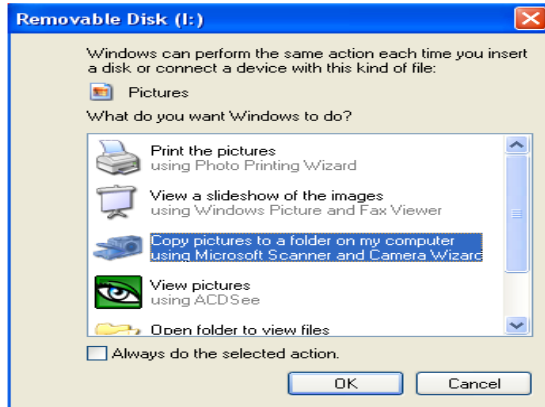 Removable Disk (I:)
Windows can perform the same action each time you insert
a disk or connect a device with this kind of file:
Pictures
What do you want Windows to do?
Print the pictures
using Photo Printing Wizard
View a slideshow of the images
using Windows Picture and Fax Viewer
Copy pictures to a folder on my computer
using Microsoft Scanner and Camera Wizard
View pictures
using ACDSee
Open folder to view files
Always do the selected action.
OK
Cancel